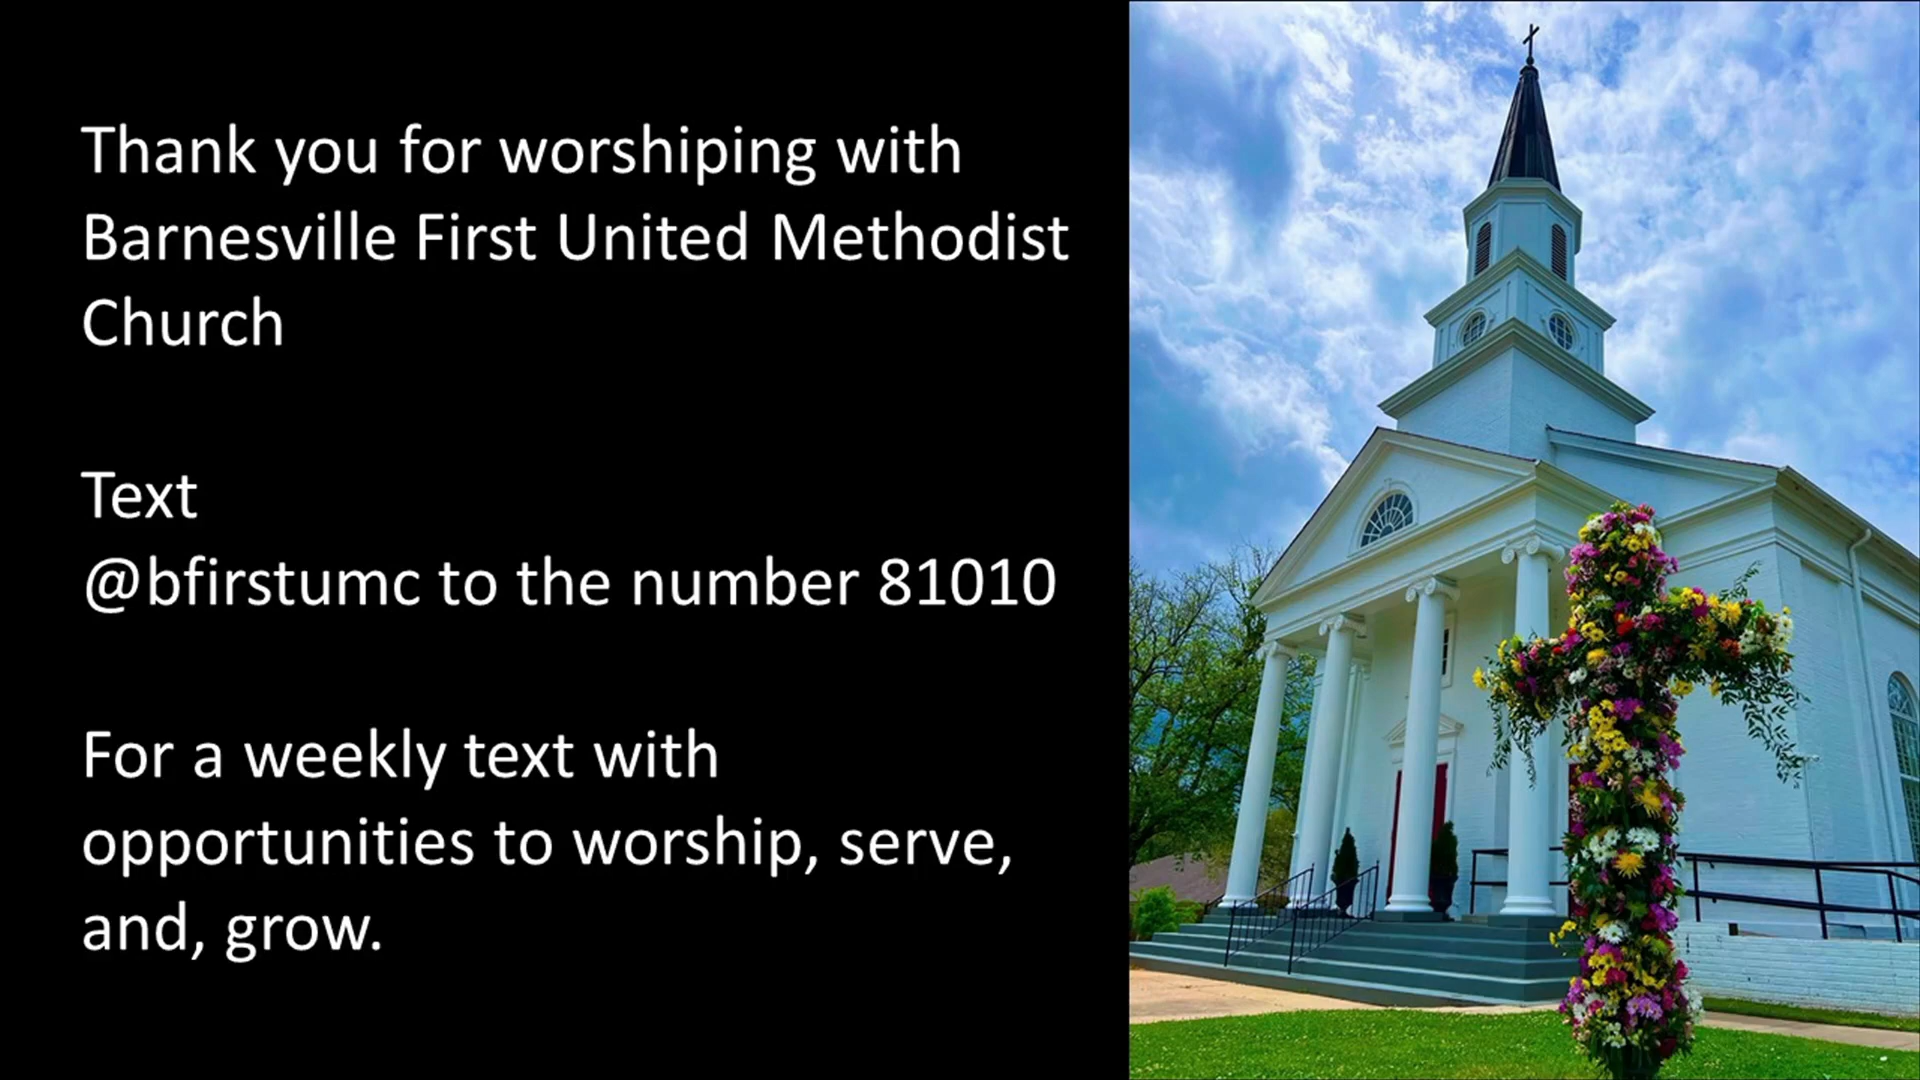 Thank you for worshiping with
Barnesville First United Methodist
Church
Text
@bfirstumc to the number 81010
For a weekly text with
opportunities to worship, serve,
and, grow.